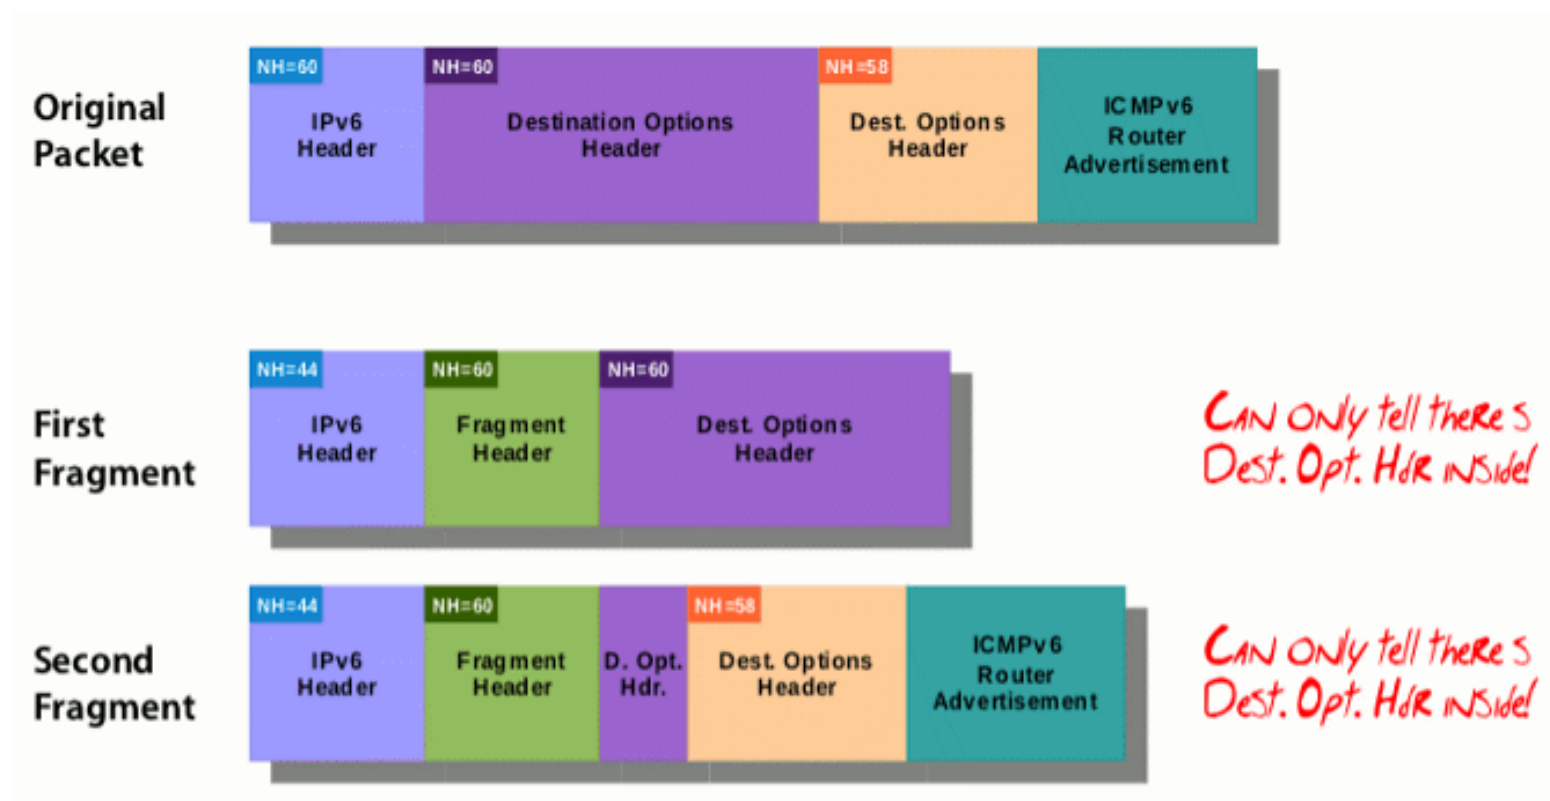 Original
Packet
NH=60
IPv6
Header
NH=60
Destination Options
Header
NH=58
Dest. Options
Header
ICMPv6
Router
Advertisement
First
Fragment
NH=44
IPv6
Header
NH=60
Fragment
Header
NH=60
Dest. Options
Header
CAN ONLY tell theRe s
Dest. Opt. HdR iNside!
Second
Fragment
NH=44
IPv6
Header
NH=60
Fragment
Header
D. Opt.
Hdr.
NH=58
Dest. Options
Header
ICMPv6
Router
Advertisement
CAN ONLY tell theRe s
Dest. Opt. HdR iNside!